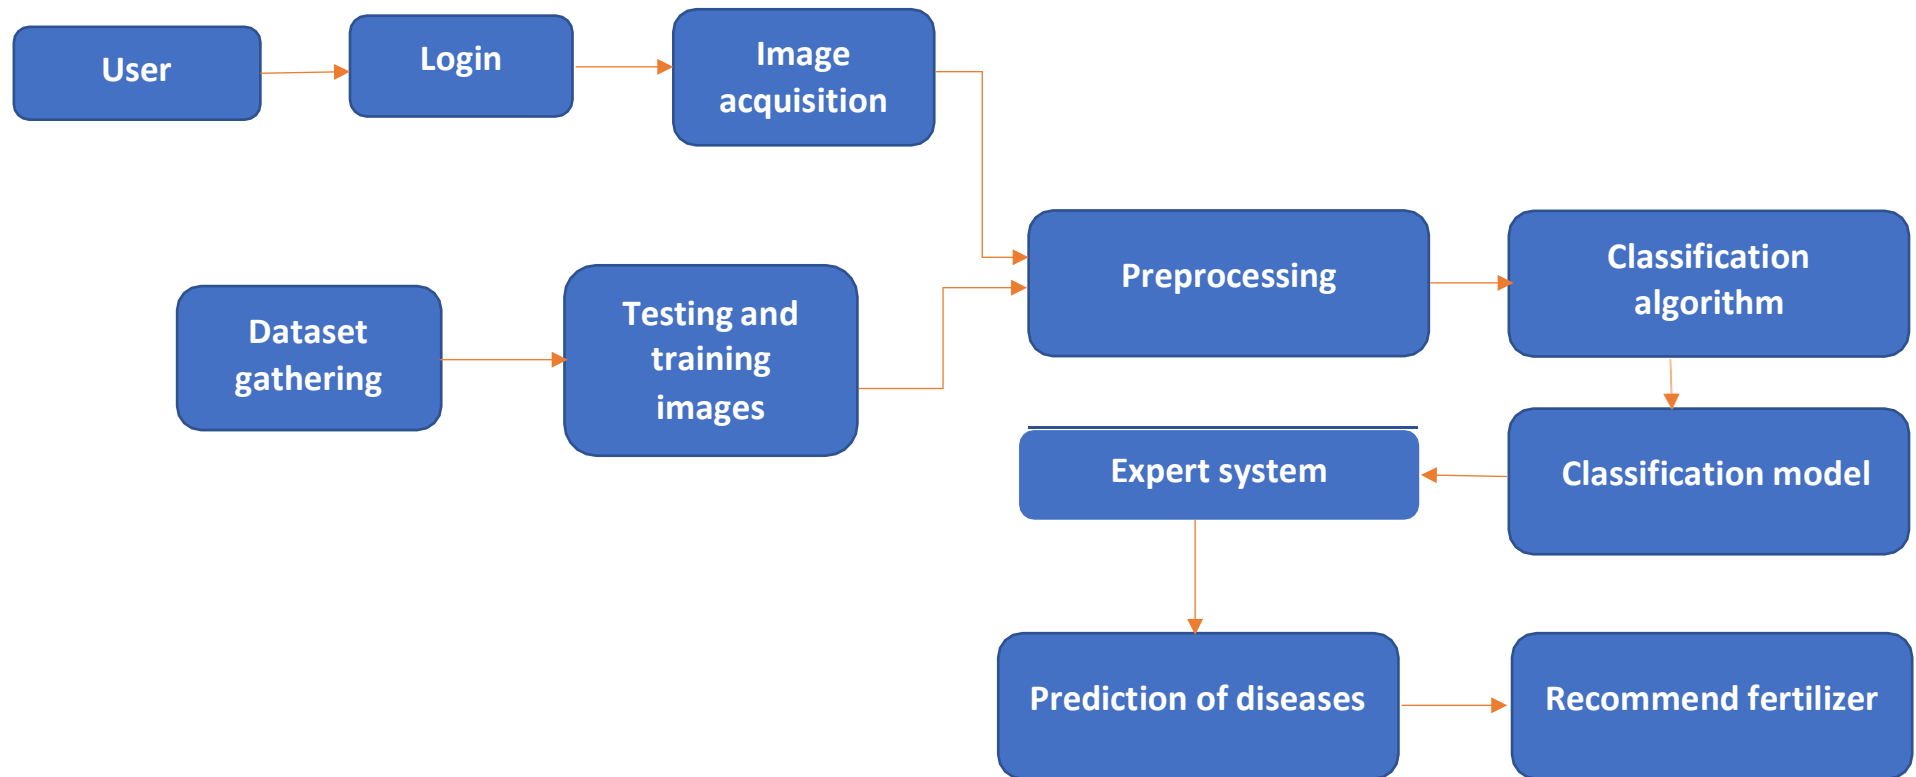 User
Login
Image
acquisition
Preprocessing
Classification
algorithm
Dataset
gathering
Testing and
training
images
Expert system
Classification model
Prediction of diseases
Recommend fertilizer